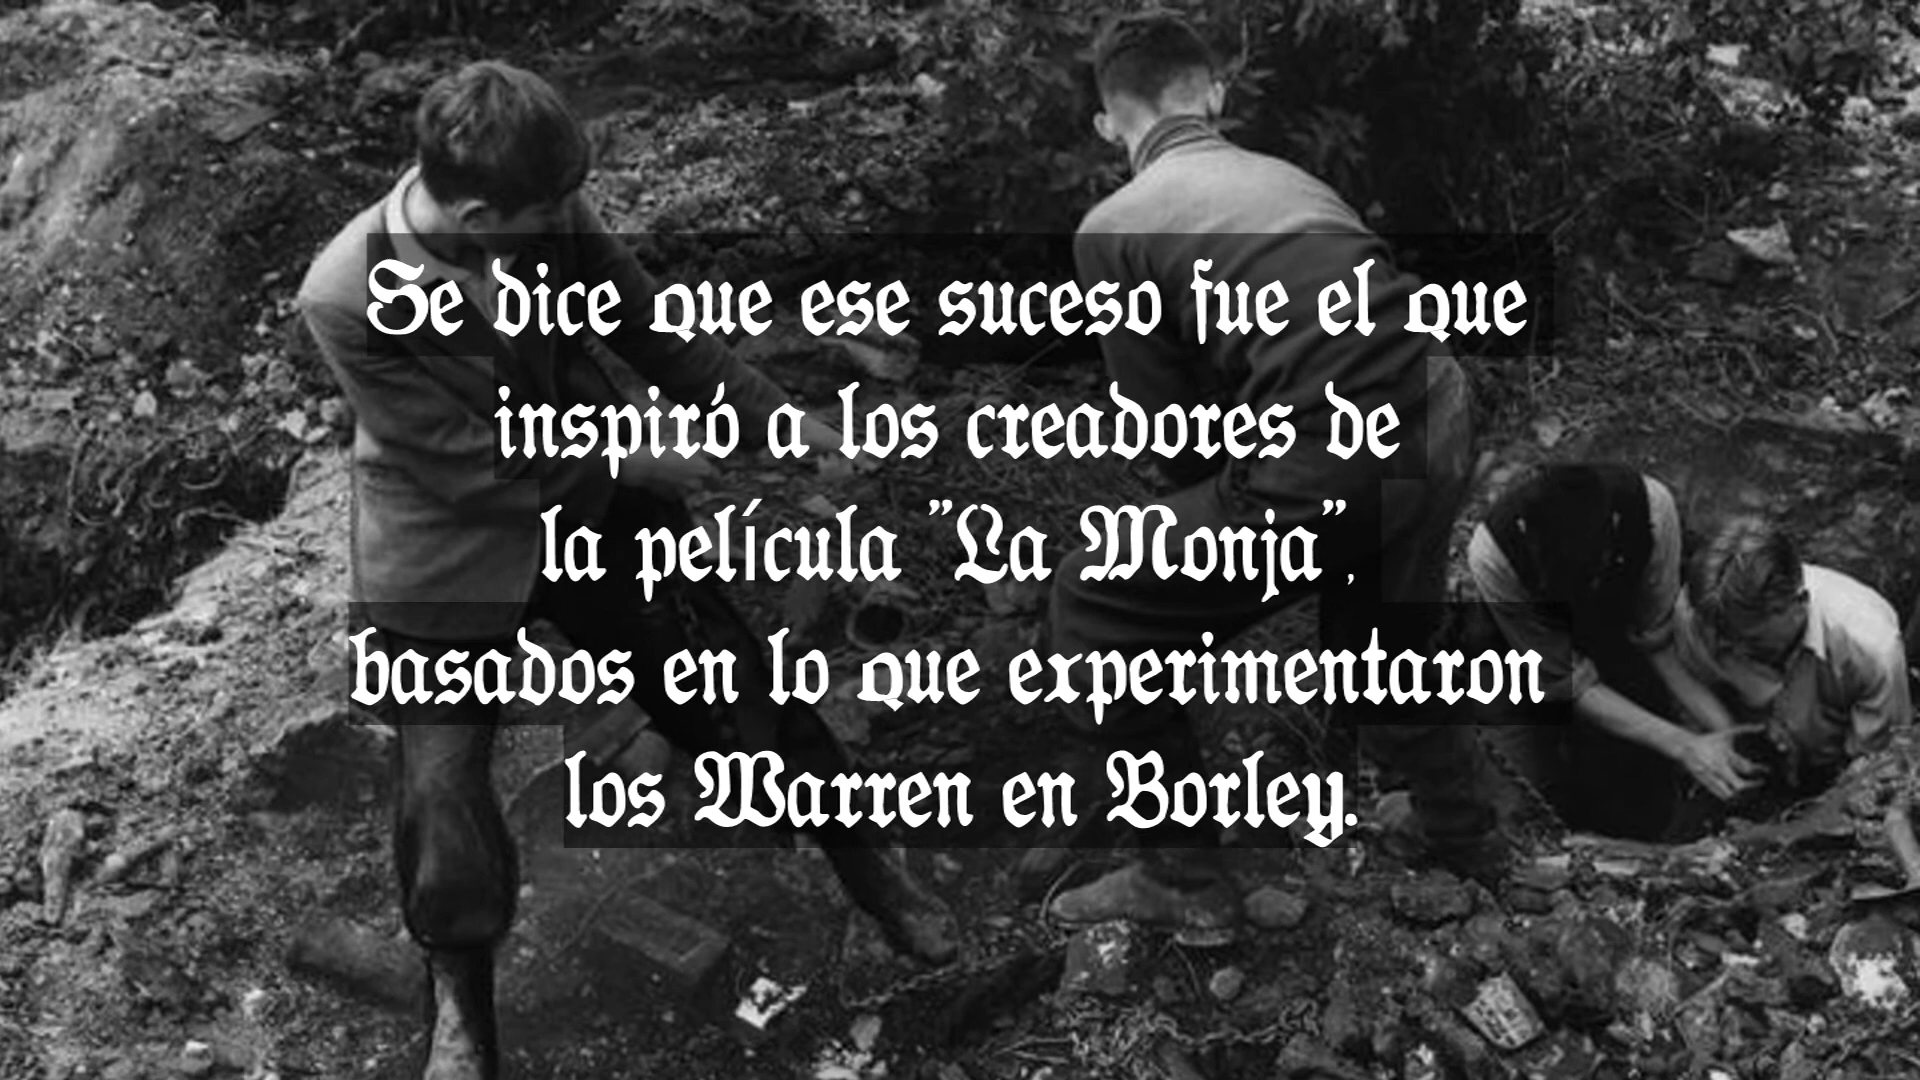 Se dice que ese suceso fue el que
inspiró a los creadores de
la película "La Monja",
basados en lo que experimentaron
los Warren en Borley.